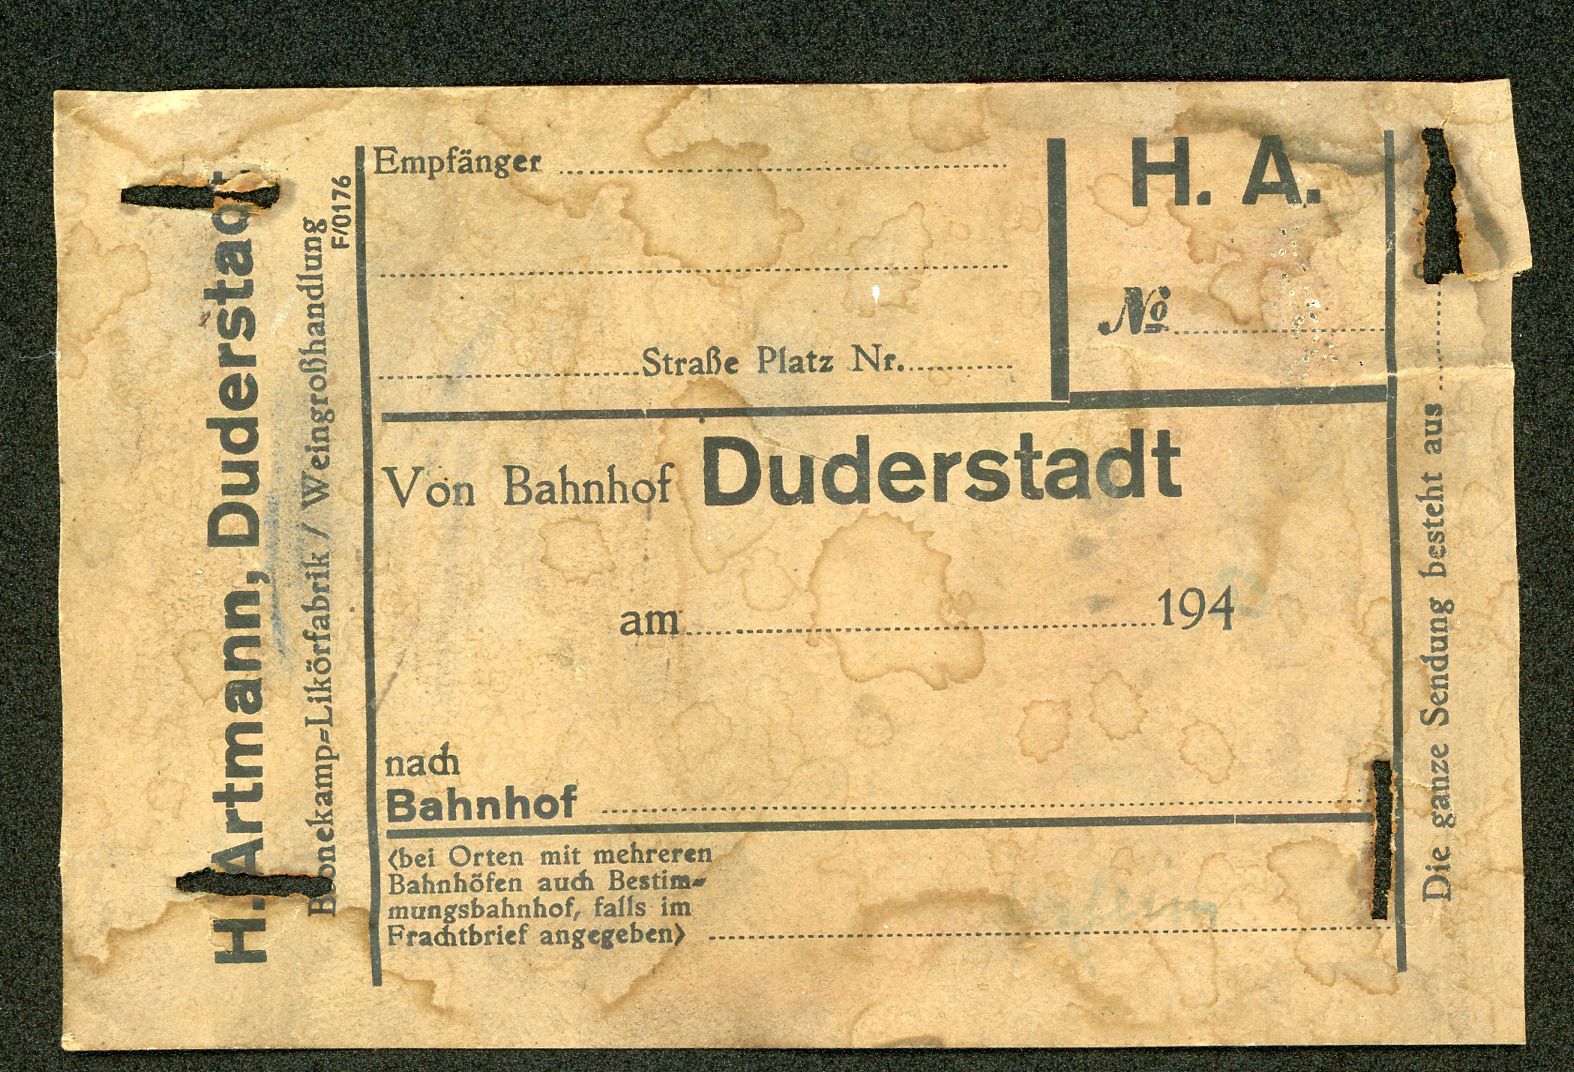 H. Artmann, Duderstadt
Boonekamp-Likörfabrik / Weingroßhandlung
F/0176
Empfänger
Straße Platz Nr.
H. A.
No
Von Bahnhof Duderstadt
am 194
nach
Bahnhof
(bei Orten mit mehreren
Bahnhöfen auch Bestim-
mungsbahnhof, falls im
Frachtbrief angegeben)
Die ganze Sendung besteht aus